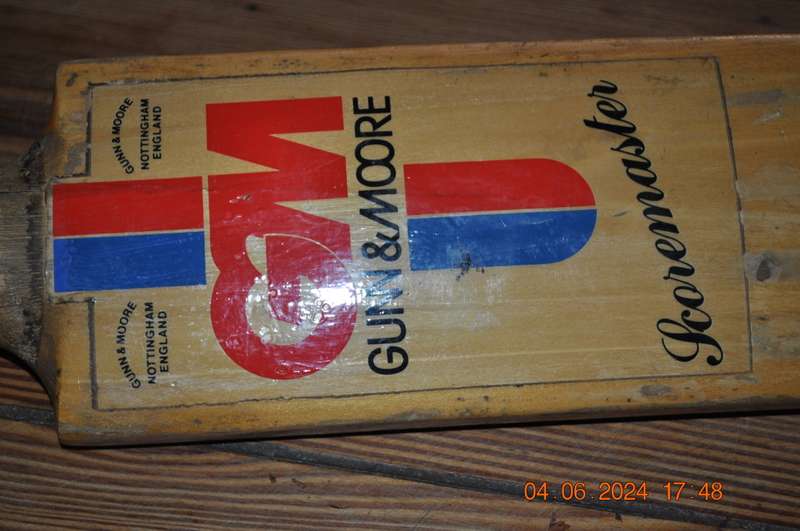 GUNN & MOORE
NOTTINGHAM
ENGLAND
GUNN & MOORE
NOTTINGHAM
ENGLAND
GM
GUNN & MOORE
Scoremaster
04.06.2024 17:48